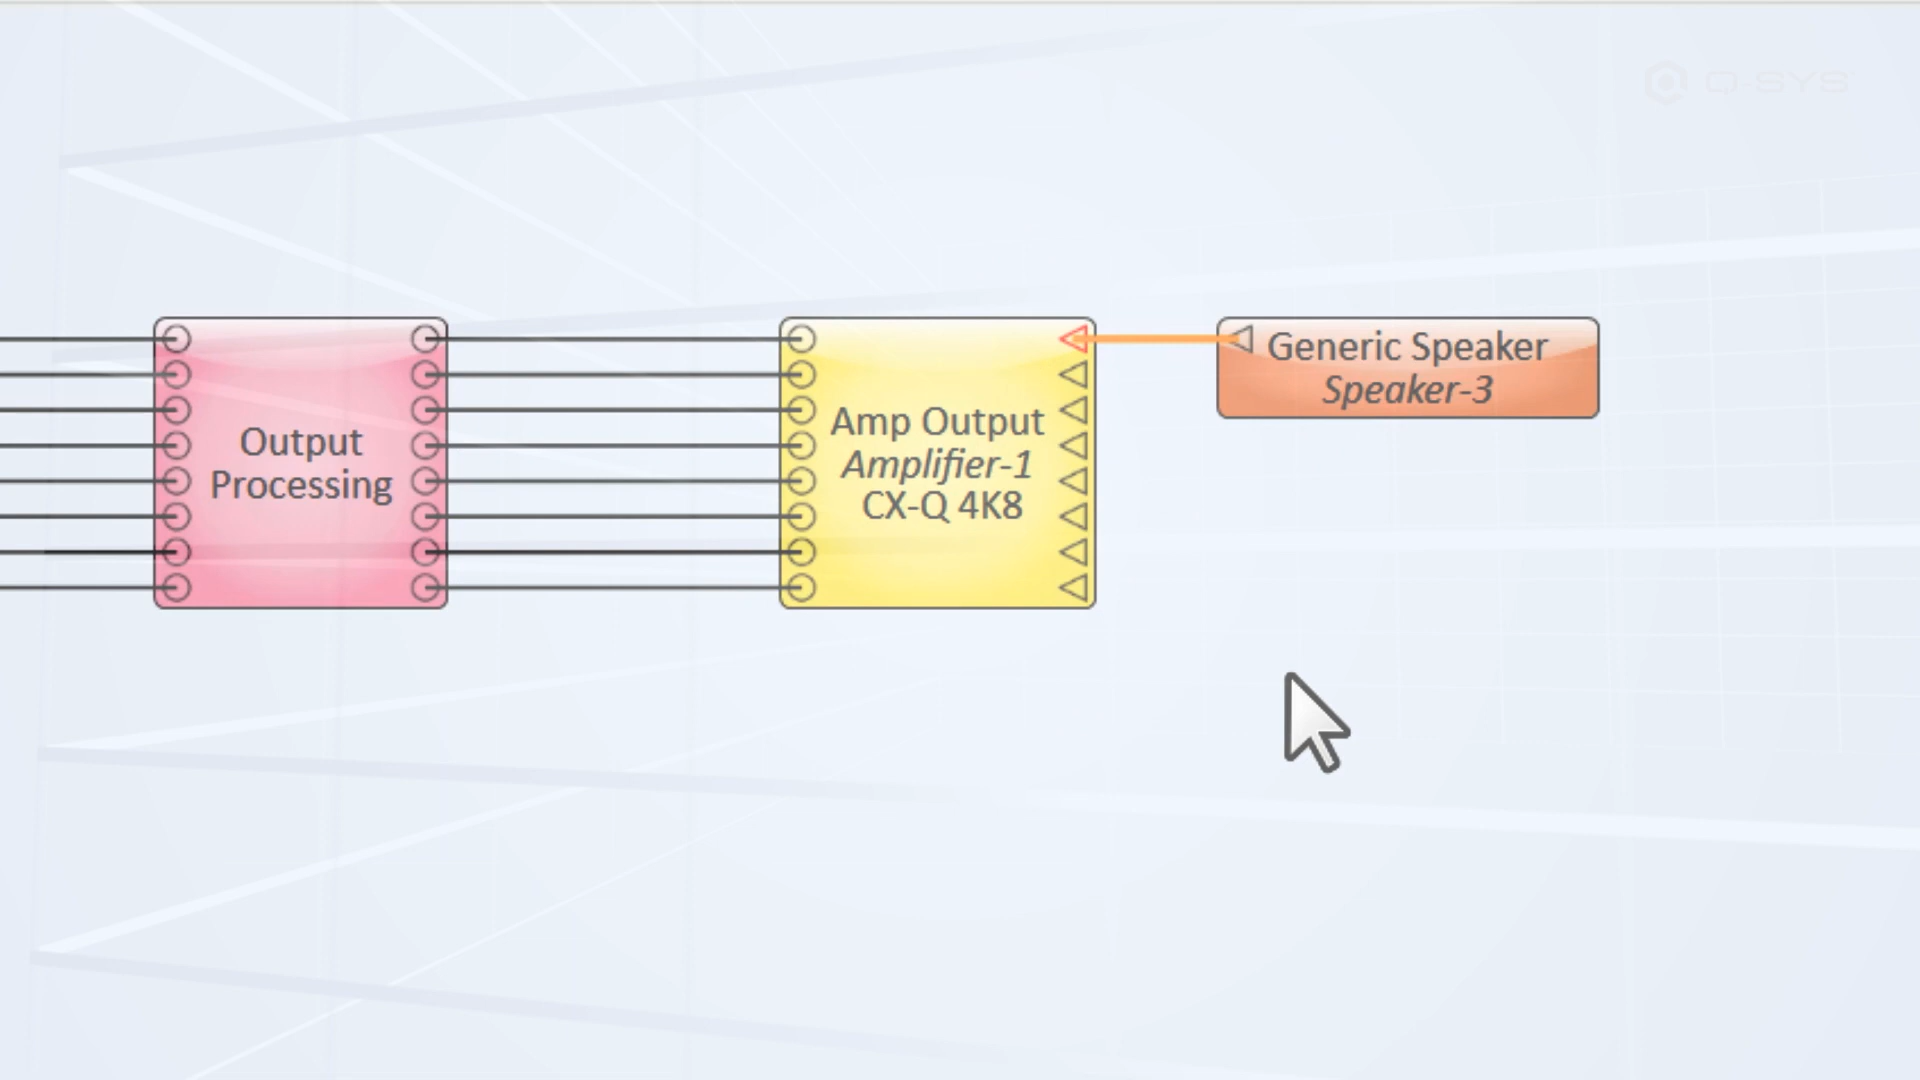 Q-SYS
Output
Processing
Amp Output
Amplifier-1
CX-Q 4K8
Generic Speaker
Speaker-3